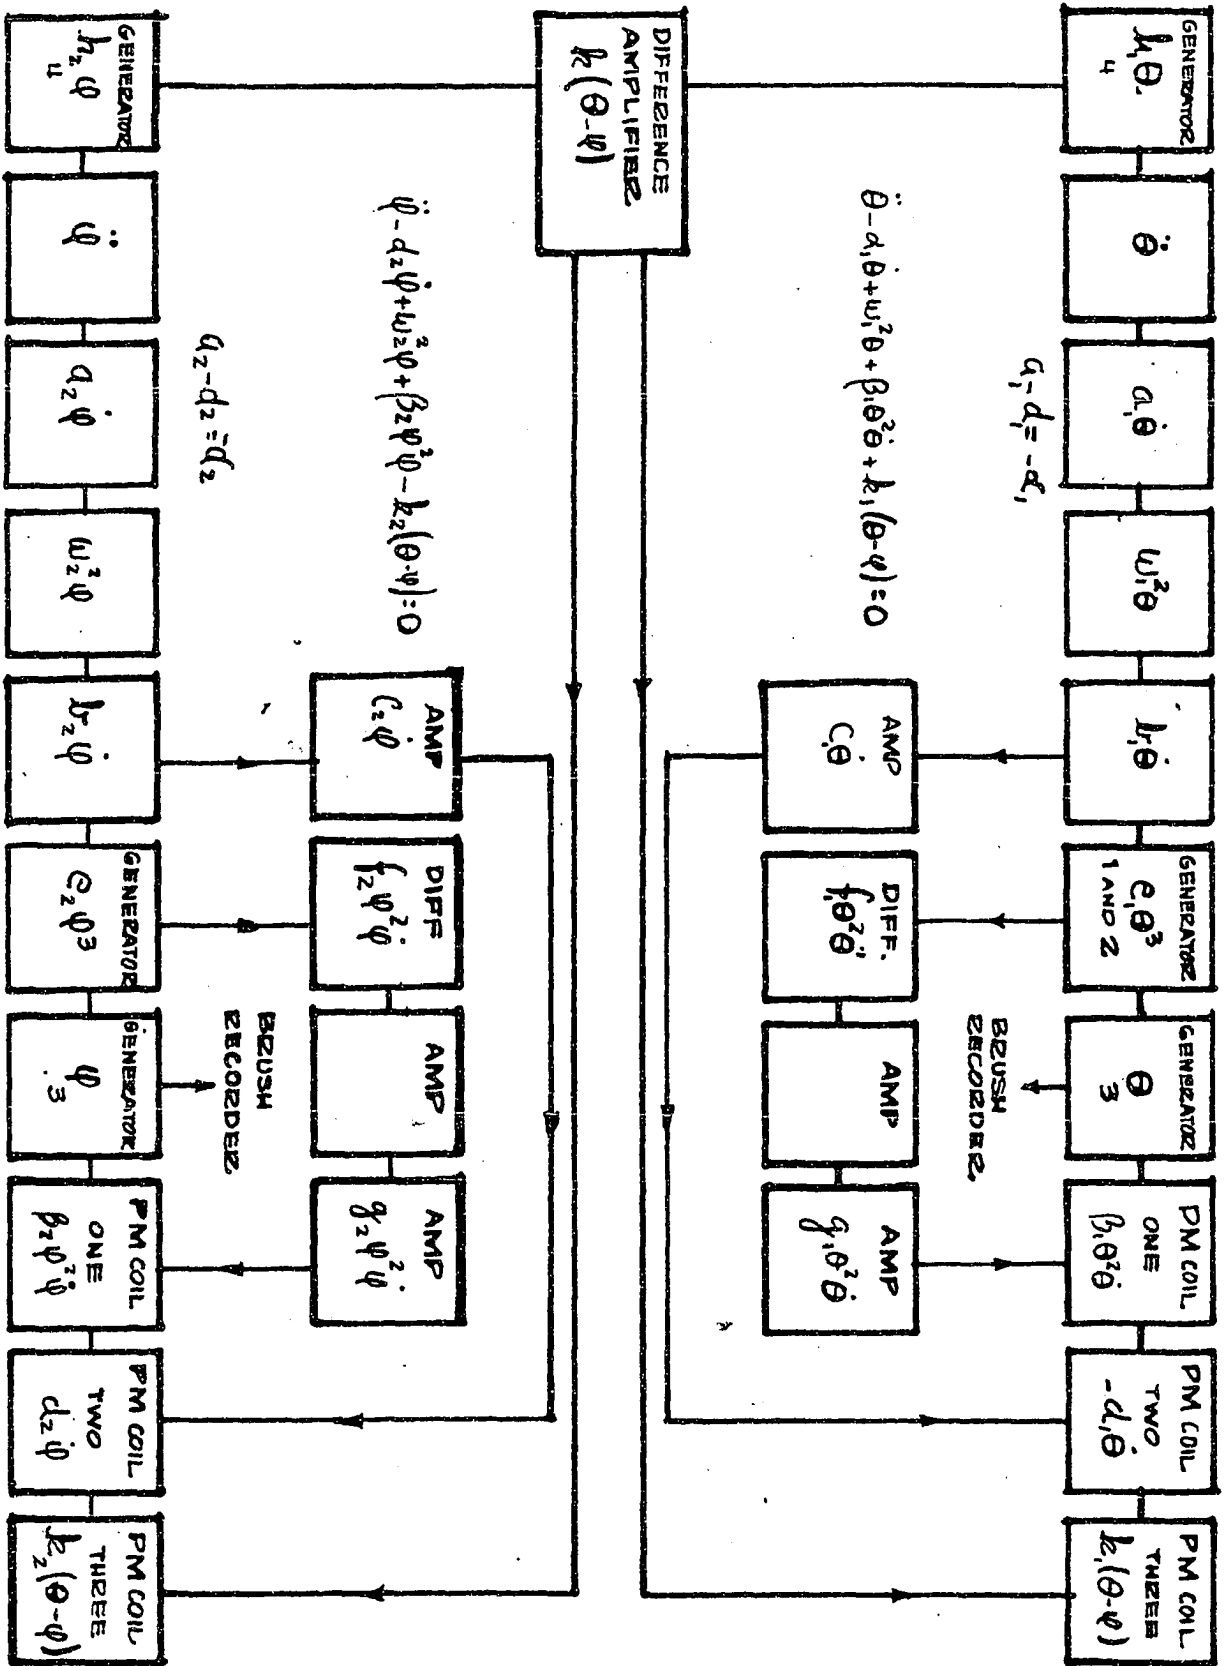 GENERATOR
h₁θ.
4
θ̈
a₁θ̇
ω₁²θ
b₁θ̇
GENERATOR
e₁θ³
1 AND 2
GENERATOR
θ
3
PM COIL
ONE
β₁θ²θ̇
PM COIL
TWO
-d₁θ̇
PM COIL
THREE
k₁(θ-φ)
a₁-d₁=-α₁
BRUSH
RECORDER.
AMP
C₁θ̇
DIFF.
f₁θ²θ̇
AMP
AMP
g₁θ²θ̇
θ̈-α₁θ̇+ω₁²θ+β₁θ²θ̇+k₁(θ-φ)=0
DIFFERENCE
AMPLIFIER
k(θ-φ)
φ̈-α₂φ̇+ω₂²φ+β₂φ²φ̇-k₂(θ-φ)=0
AMP
C₂φ̇
DIFF
f₂φ²φ̇
AMP
AMP
g₂φ²φ̇
BRUSH
RECORDER
a₂-d₂=-α₂
GENERATOR
h₂φ
4
φ̈
a₂φ̇
ω₂²φ
b₂φ̇
GENERATOR
e₂φ³
GENERATOR
φ
3
PM COIL
ONE
β₂φ²φ̇
PM COIL
TWO
d₂φ̇
PM COIL
THREE
k₂(θ-φ)